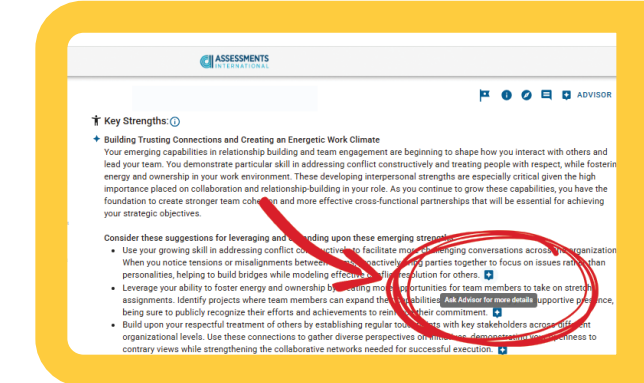 ASSESSMENTS
INTERNATIONAL
ADVISOR
Key Strengths:
Building Trusting Connections and Creating an Energetic Work Climate
Your emerging capabilities in relationship building and team engagement are beginning to shape how you interact with others and
lead your team. You demonstrate particular skill in addressing conflict constructively and treating people with respect, while fosterin
energy and ownership in your work environment. These developing interpersonal strengths are especially critical given the high
importance placed on collaboration and relationship-building in your role. As you continue to grow these capabilities, you have the
foundation to create stronger team cohesion and more effective cross-functional partnerships that will be essential for achieving
your strategic objectives.
Consider these suggestions for leveraging and expanding upon these emerging strengths
• Use your growing skill in addressing conflict constructively to facilitate more challenging conversations across the organization
When you notice tensions or misalignments between teams, proactively bring parties together to focus on issues rather than
personalities, helping to build bridges while modeling effective conflict resolution for others.
• Leverage your ability to foster energy and ownership by creating more opportunities for team members to take on stretch
assignments. Identify projects where team members can expand their capabilities supportive presence,
Ask Advisor for more details
being sure to publicly recognize their efforts and achievements to reinforce their commitment.
• Build upon your respectful treatment of others by establishing regular touchpoints with key stakeholders across different
organizational levels. Use these connections to gather diverse perspectives on initiatives, demonstrating your openness to
contrary views while strengthening the collaborative networks needed for successful execution.